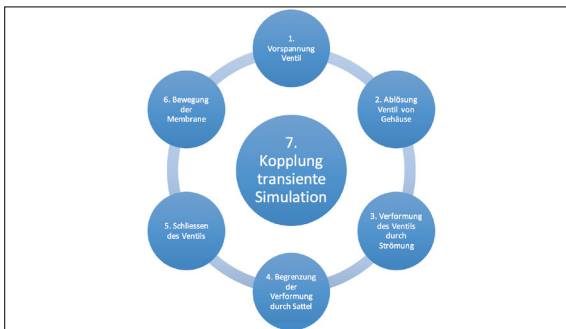 1.
Vorspannung
Ventil
2. Ablösung
Ventil von
Gehäuse
3. Verformung
des Ventils
durch
Strömung
4. Begrenzung
der
Verformung
durch Sattel
5. Schliessen
des Ventils
6. Bewegung
der
Membrane
7.
Kopplung
transiente
Simulation